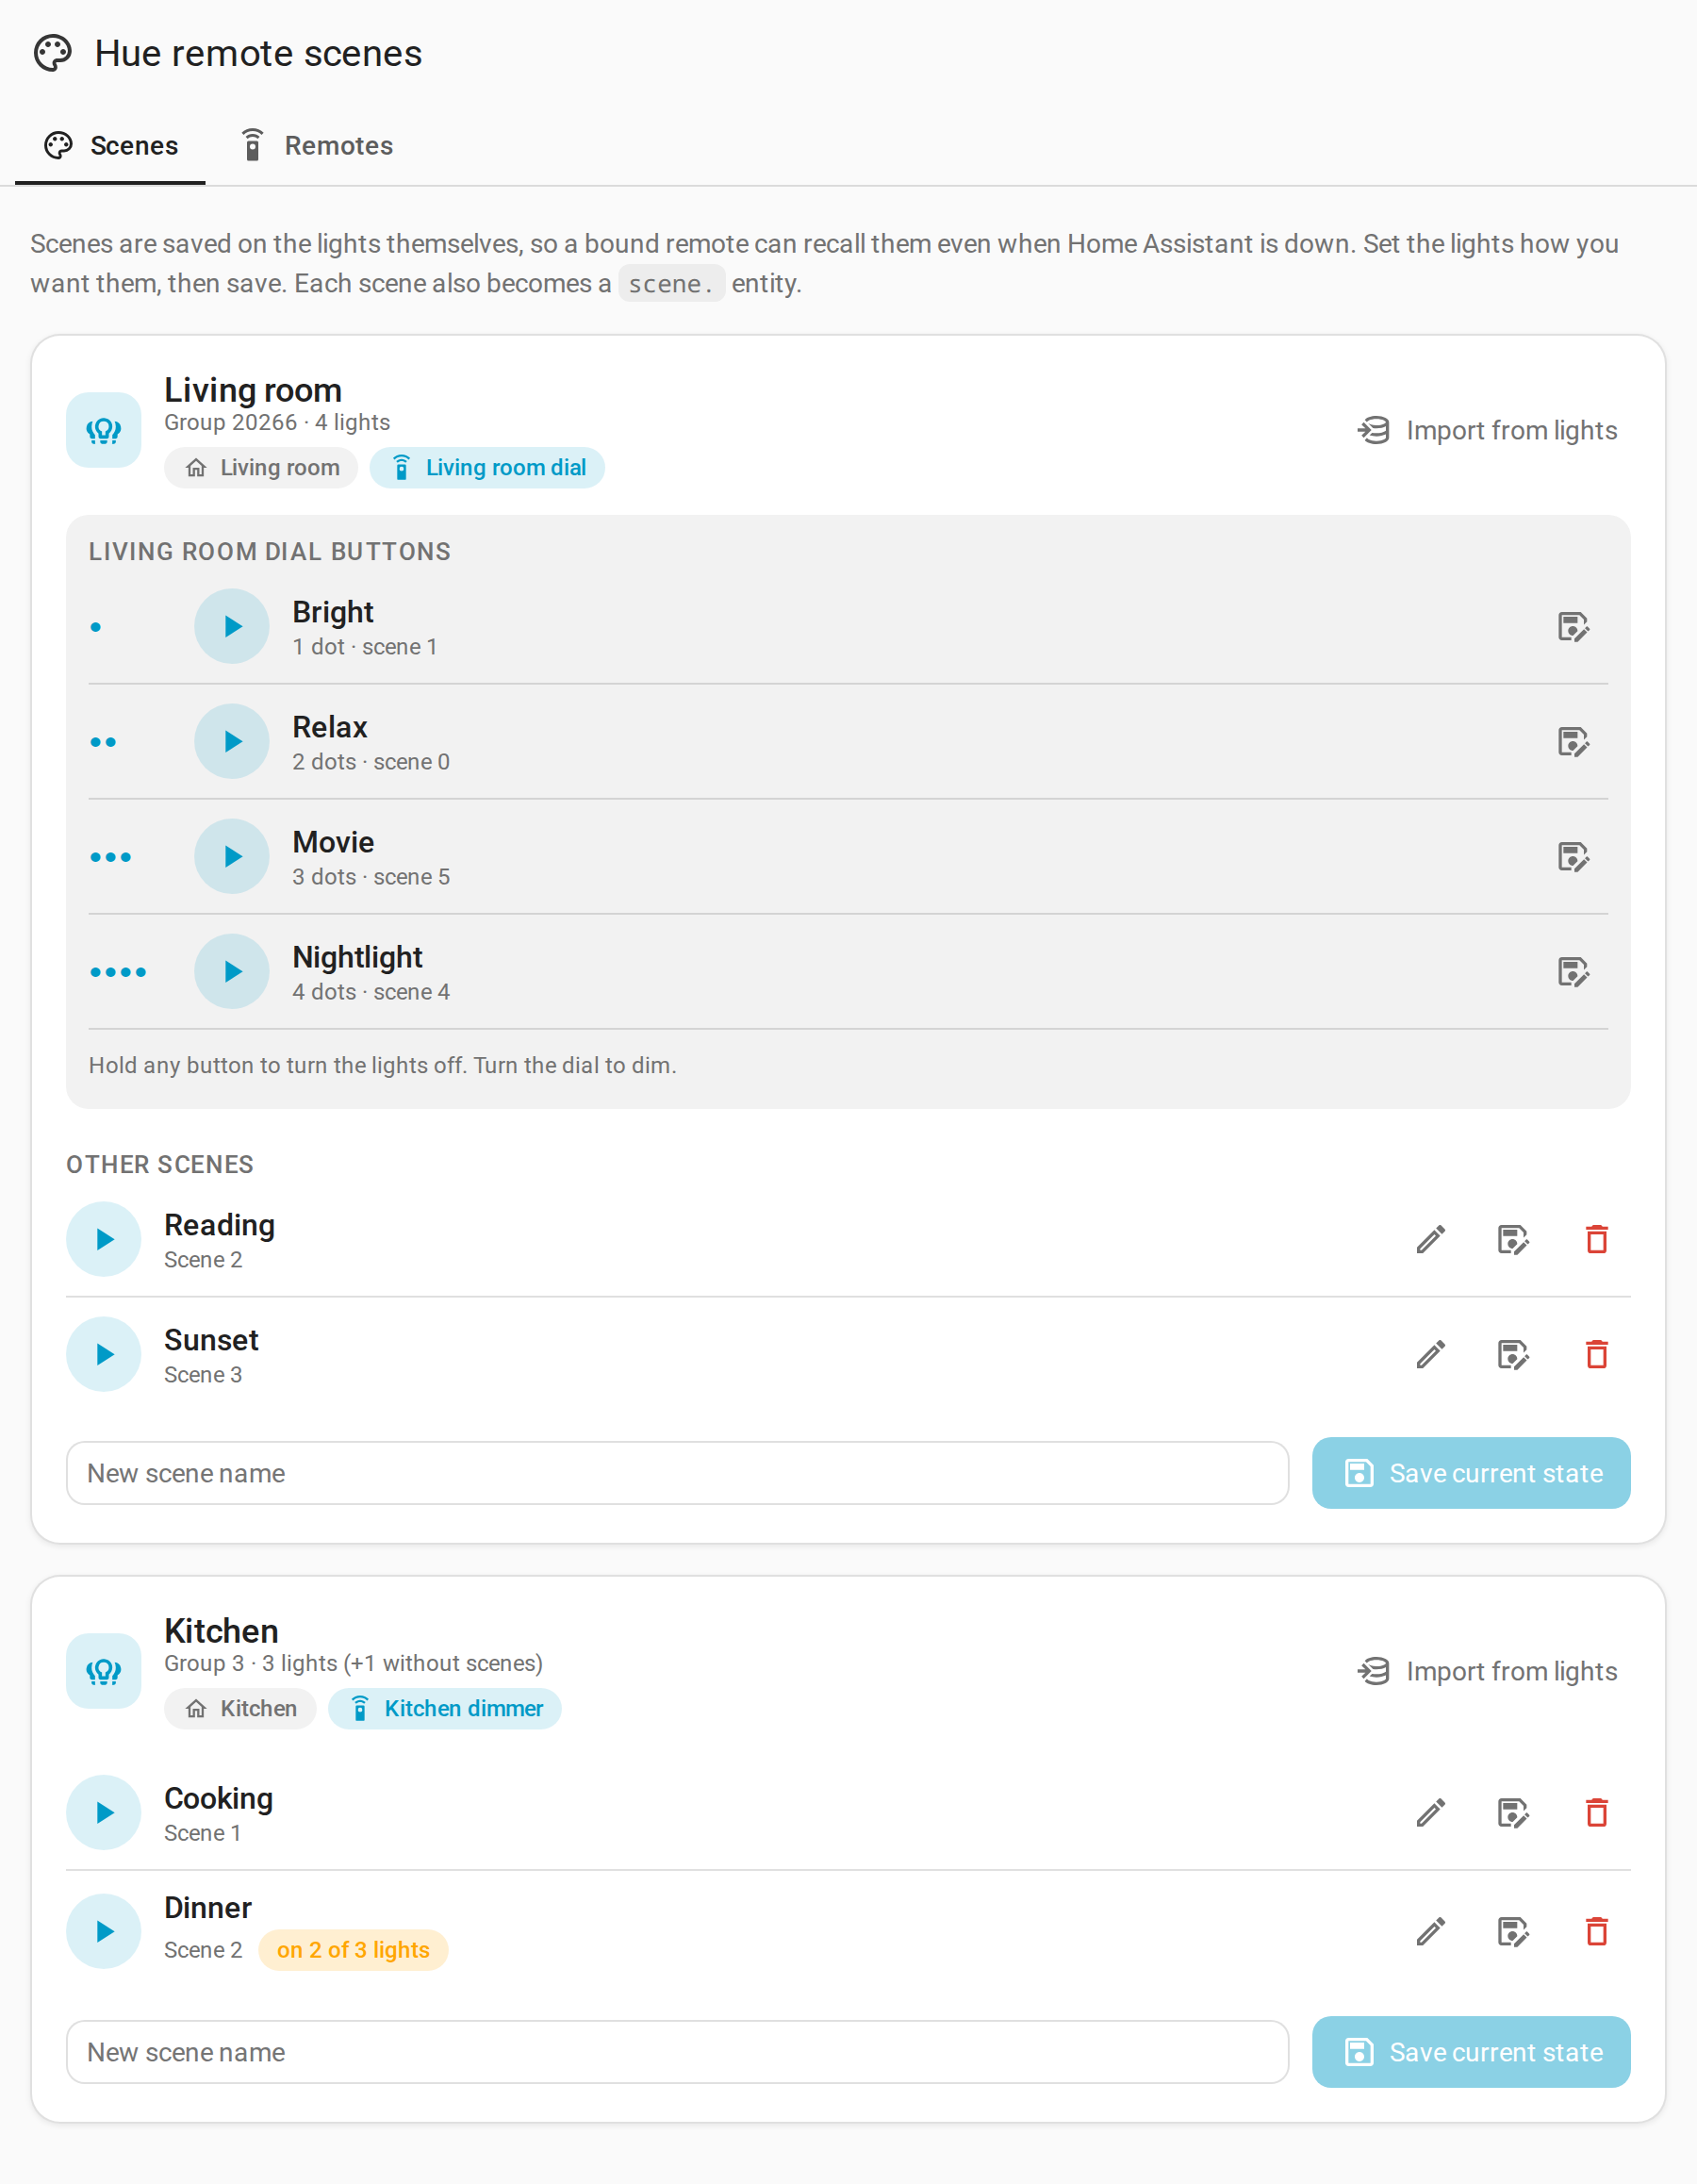 Hue remote scenes
Scenes
Remotes
Scenes are saved on the lights themselves, so a bound remote can recall them even when Home Assistant is down. Set the lights how you
want them, then save. Each scene also becomes a scene. entity.
Living room
Group 20266 · 4 lights
Living room
Living room dial
Import from lights
LIVING ROOM DIAL BUTTONS
Bright
1 dot · scene 1
Relax
2 dots · scene 0
Movie
3 dots · scene 5
Nightlight
4 dots · scene 4
Hold any button to turn the lights off. Turn the dial to dim.
OTHER SCENES
Reading
Scene 2
Sunset
Scene 3
New scene name
Save current state
Kitchen
Group 3 · 3 lights (+1 without scenes)
Kitchen
Kitchen dimmer
Import from lights
Cooking
Scene 1
Dinner
Scene 2
on 2 of 3 lights
New scene name
Save current state